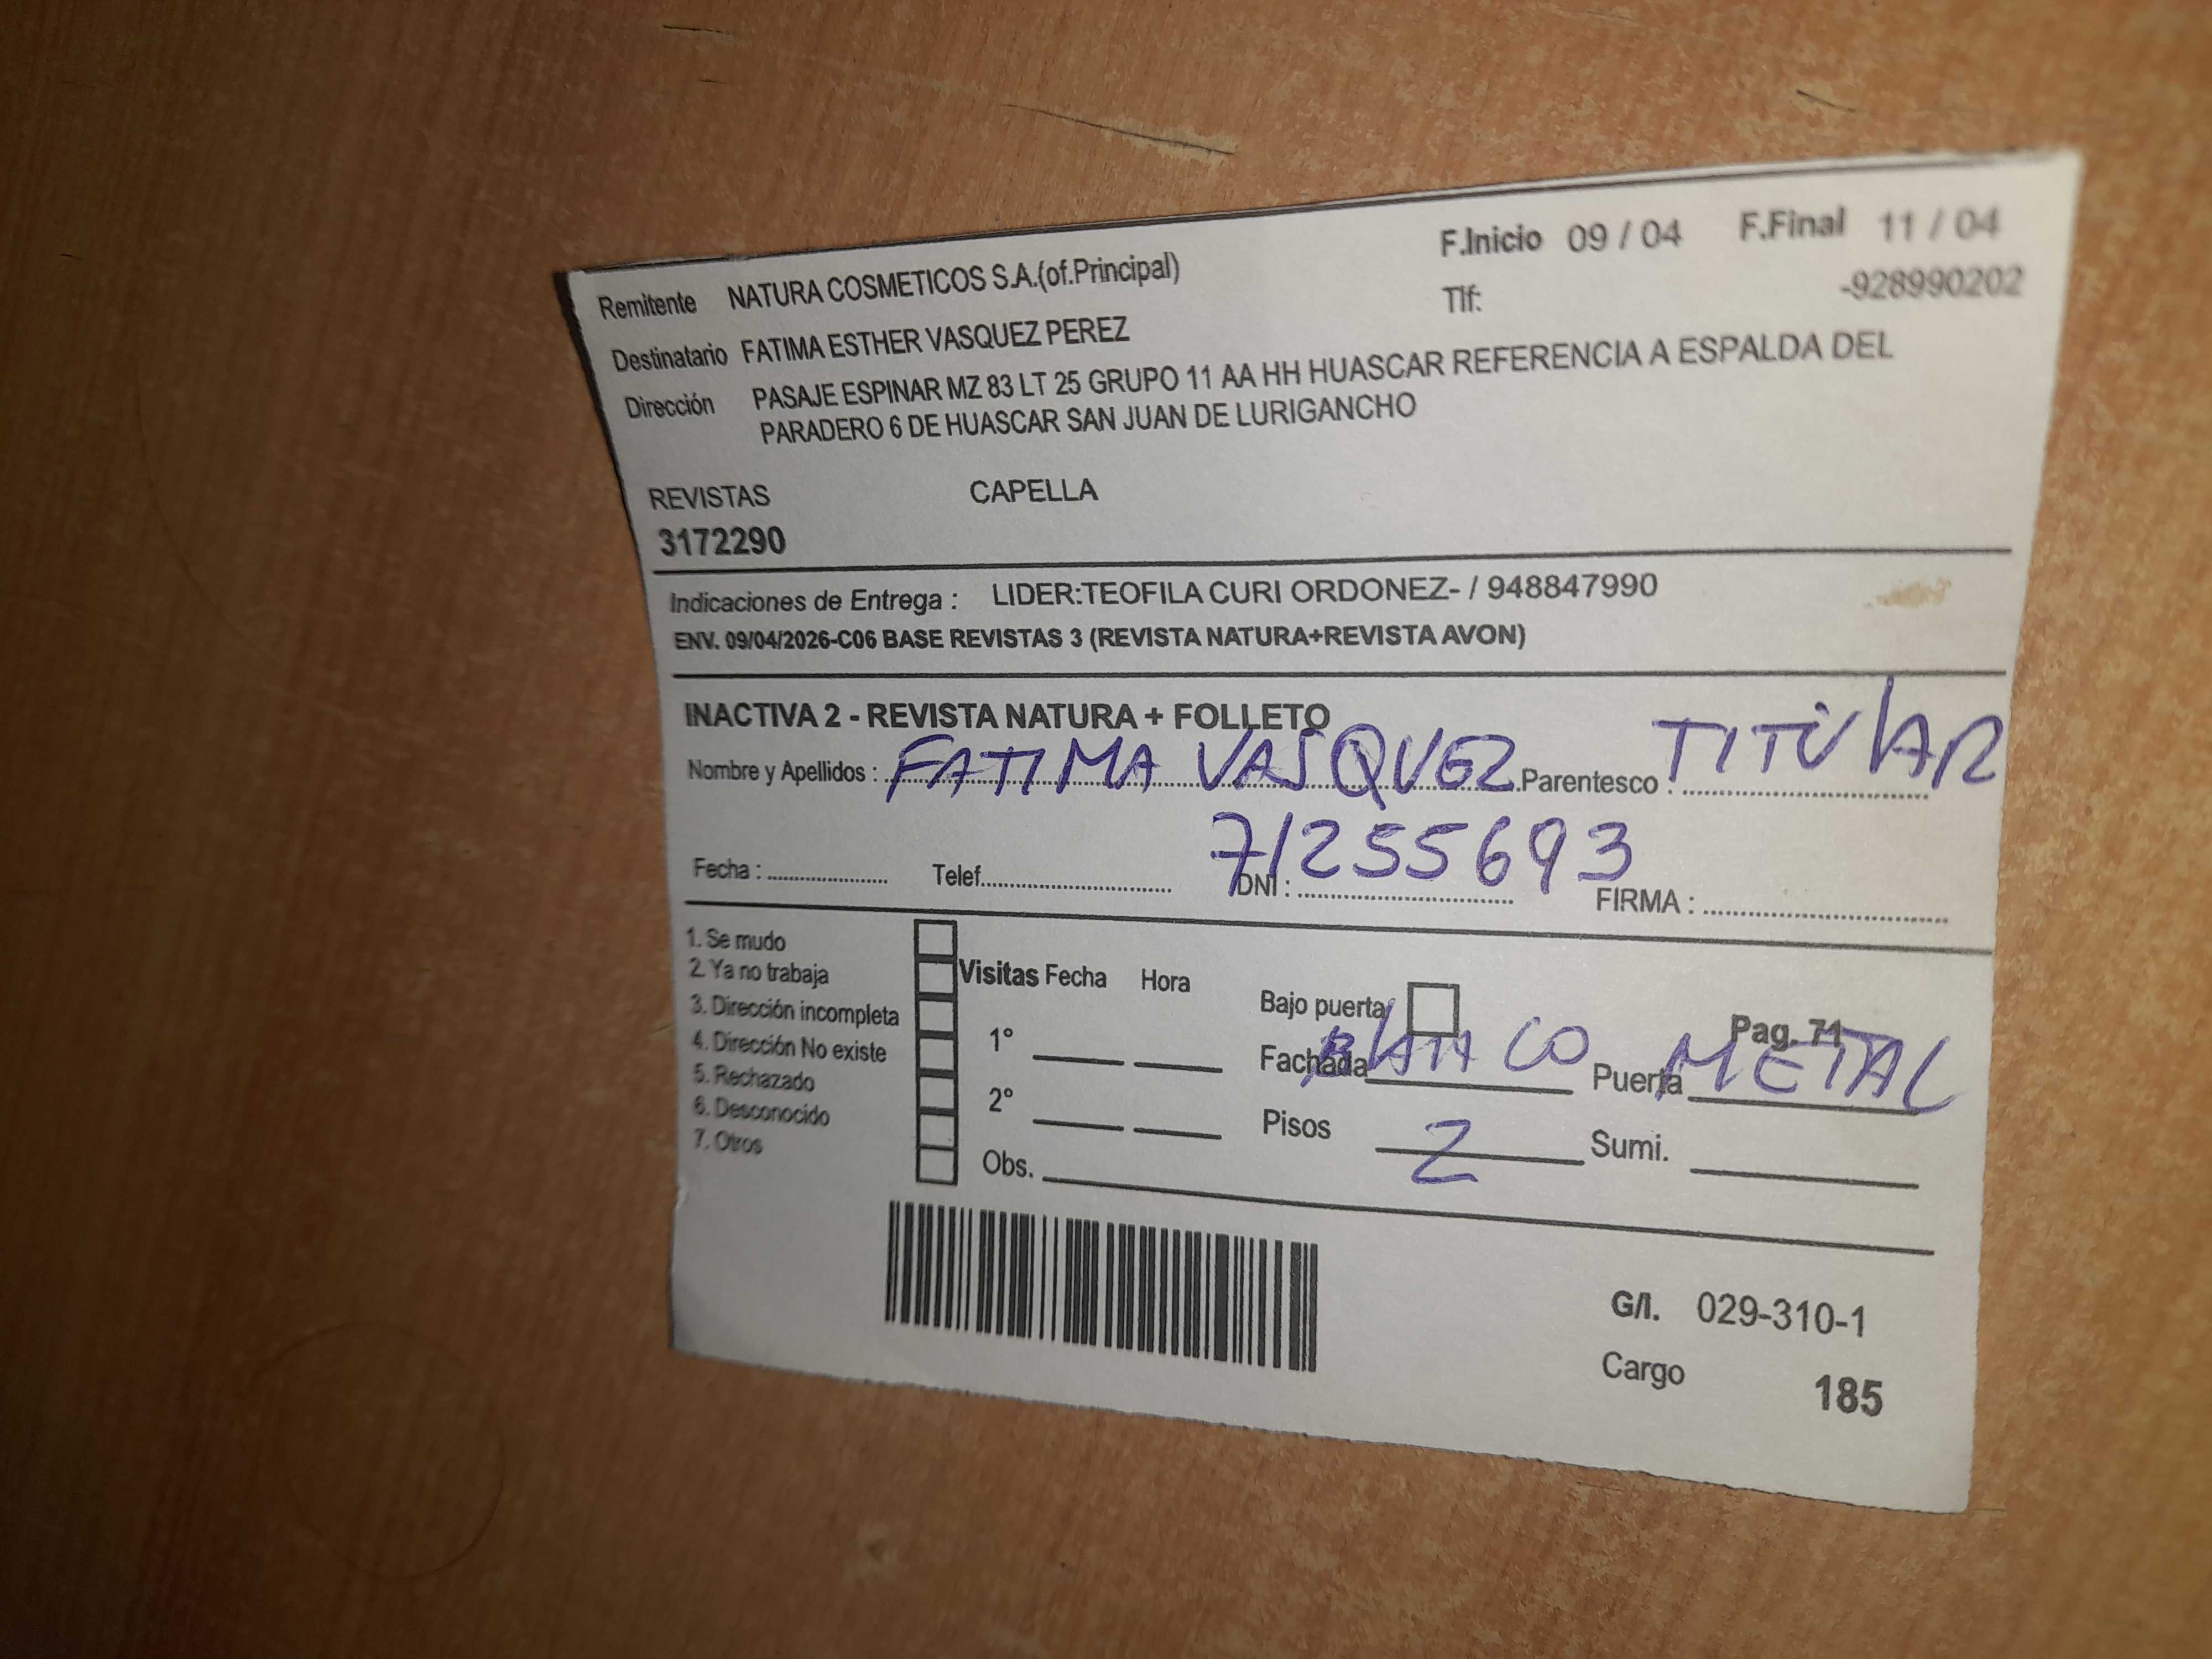 F.Inicio 09 / 04 F.Final 11 / 04
Remitente NATURA COSMETICOS S.A.(of.Principal) Tlf: -928990202
Destinatario FATIMA ESTHER VASQUEZ PEREZ
Dirección PASAJE ESPINAR MZ 83 LT 25 GRUPO 11 AA HH HUASCAR REFERENCIA A ESPALDA DEL
PARADERO 6 DE HUASCAR SAN JUAN DE LURIGANCHO
REVISTAS CAPELLA
3172290
Indicaciones de Entrega : LIDER:TEOFILA CURI ORDONEZ- / 948847990
ENV. 09/04/2026-C06 BASE REVISTAS 3 (REVISTA NATURA+REVISTA AVON)
INACTIVA 2 - REVISTA NATURA + FOLLETO
Nombre y Apellidos : FATIMA VASQUEZ Parentesco : TITULAR
Fecha : Telef. DNI : 71255693 FIRMA :
1. Se mudo
2. Ya no trabaja
3. Dirección incompleta
4. Dirección No existe
5. Rechazado
6. Desconocido
7. Otros
Visitas Fecha Hora
1°
2°
Obs.
Bajo puerta Pag. 71
Fachada BLANCO Puerta METAL
Pisos 2 Sumi.
G/I. 029-310-1
Cargo 185